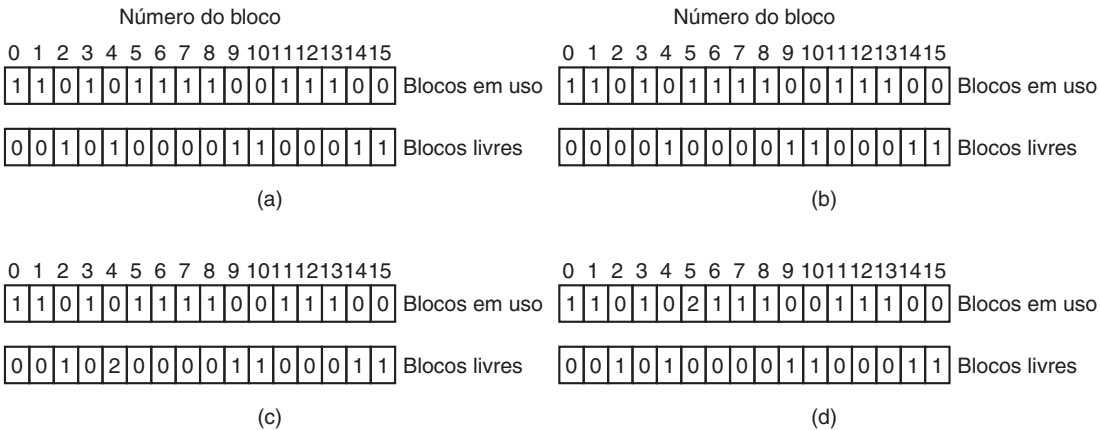 Número do bloco
0 1 2 3 4 5 6 7 8 9 10 11 12 13 14 15
1 1 0 1 0 1 1 1 1 0 0 1 1 1 0 0 Blocos em uso
0 0 1 0 1 0 0 0 0 1 1 0 0 0 1 1 Blocos livres
(a)
Número do bloco
0 1 2 3 4 5 6 7 8 9 10 11 12 13 14 15
1 1 0 1 0 1 1 1 1 0 0 1 1 1 0 0 Blocos em uso
0 0 0 0 1 0 0 0 0 1 1 0 0 0 1 1 Blocos livres
(b)
0 1 2 3 4 5 6 7 8 9 10 11 12 13 14 15
1 1 0 1 0 1 1 1 1 0 0 1 1 1 0 0 Blocos em uso
0 0 1 0 2 0 0 0 0 1 1 0 0 0 1 1 Blocos livres
(c)
0 1 2 3 4 5 6 7 8 9 10 11 12 13 14 15
1 1 0 1 0 2 1 1 1 0 0 1 1 1 0 0 Blocos em uso
0 0 1 0 1 0 0 0 0 1 1 0 0 0 1 1 Blocos livres
(d)